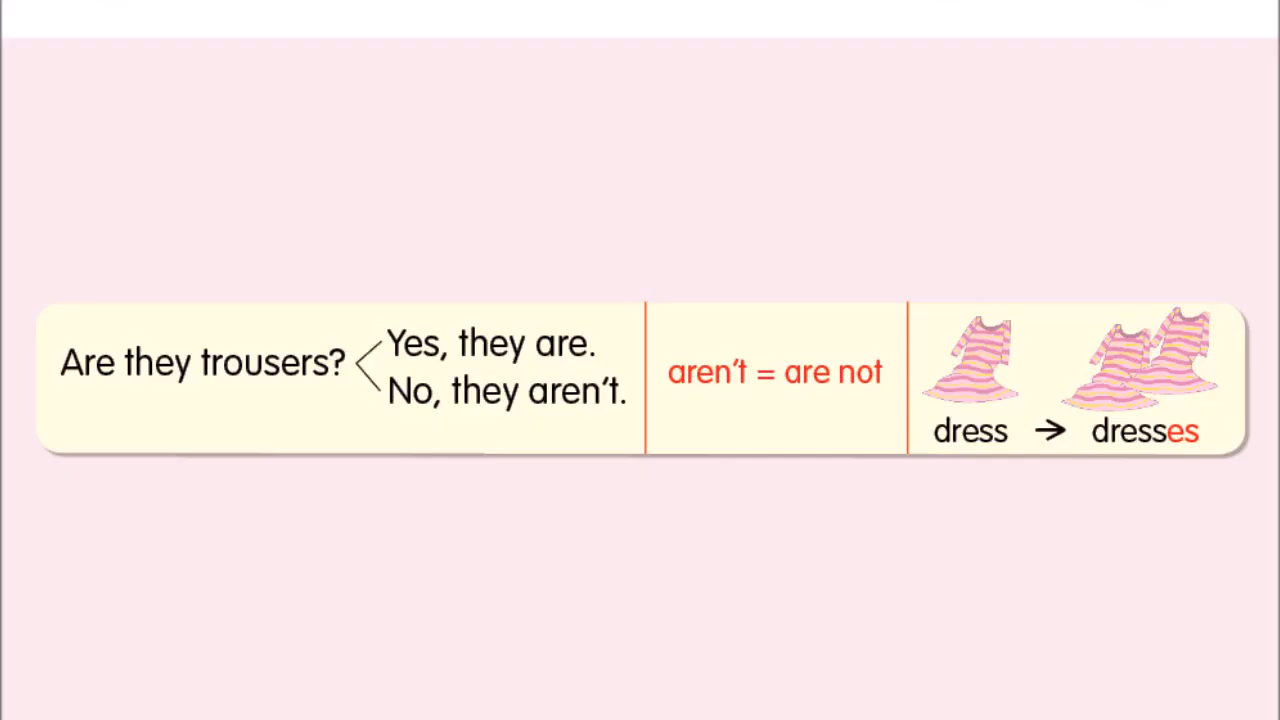 Are they trousers?
Yes, they are.
No, they aren't.
aren't = are not
dress → dresses